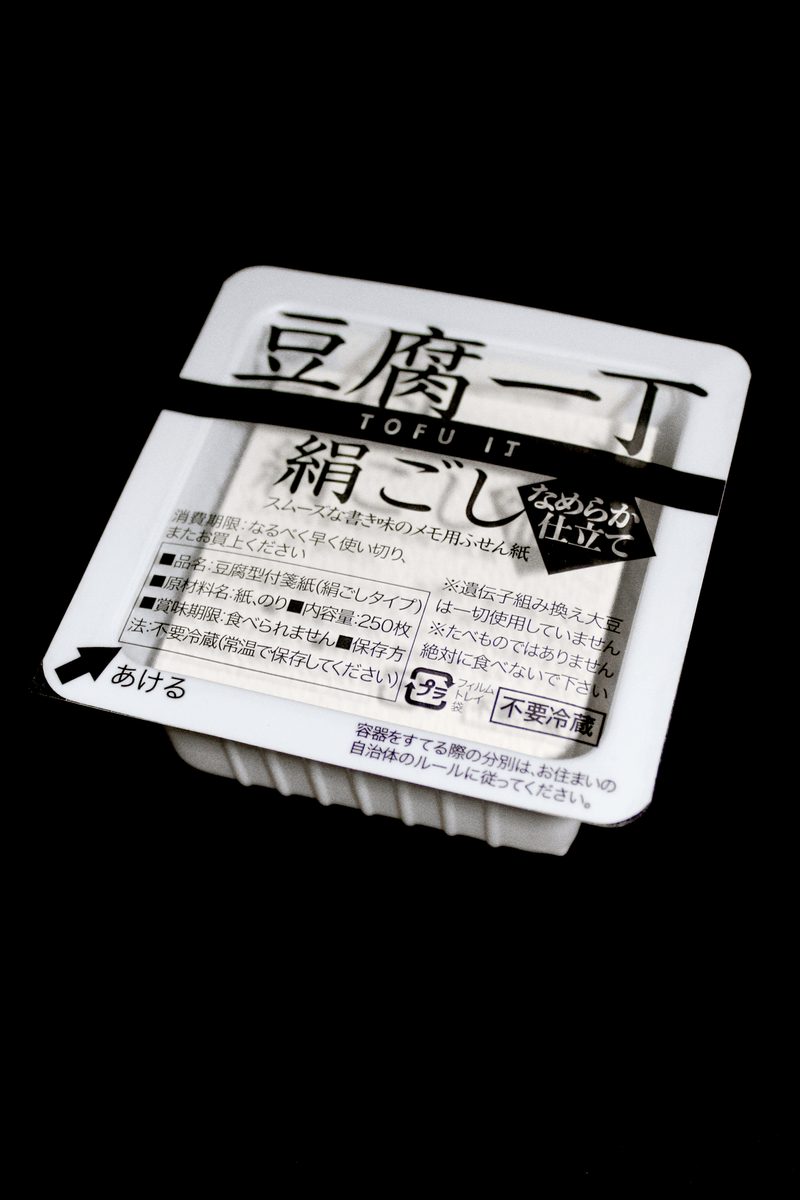 豆腐一丁
TOFU IT
絹ごし
なめらか
仕立て
スムーズな書き味のメモ用ふせん紙
消費期限:なるべく早く使い切り、
またお買上ください
■品名:豆腐型付箋紙(絹ごしタイプ)
■原材料名:紙、のり■内容量:250枚
■賞味期限:食べられません■保存方
法:不要冷蔵(常温で保存してください)
※遺伝子組み換え大豆
は一切使用していません
※たべものではありません
絶対に食べないで下さい
プラ
フィルム
トレイ
袋
不要冷蔵
あける
容器をすてる際の分別は、お住まいの
自治体のルールに従ってください。